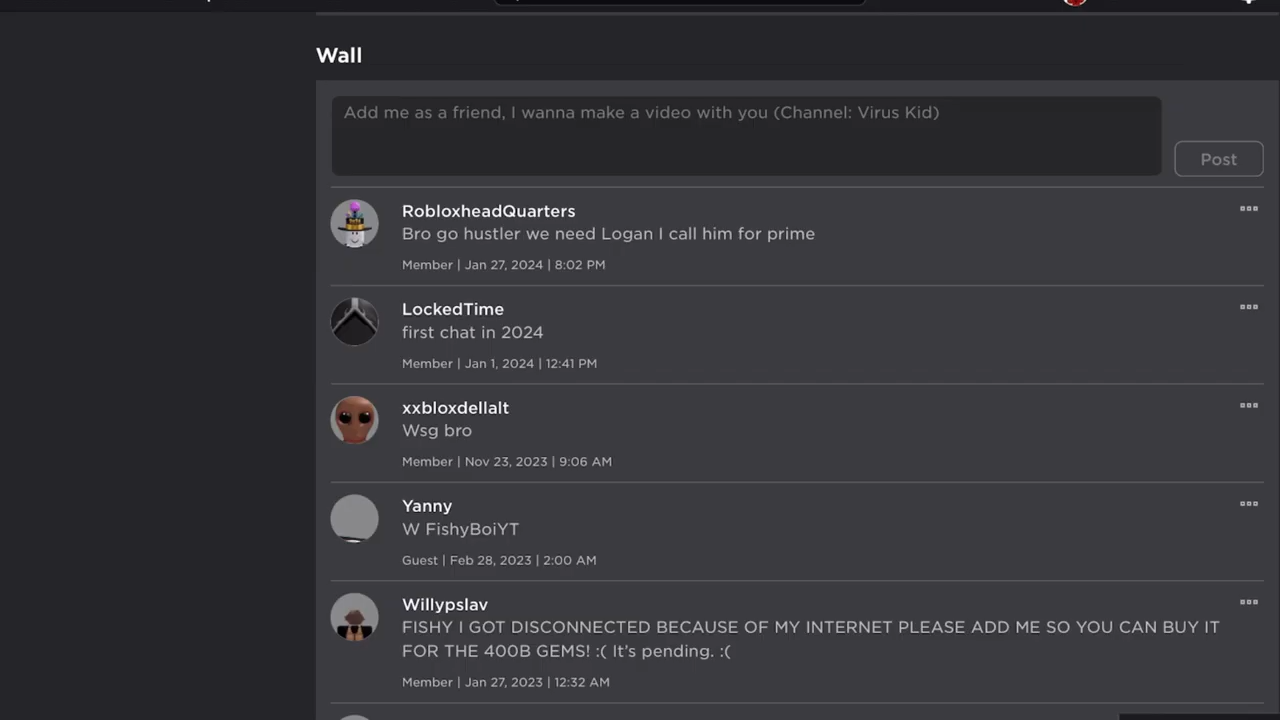 Wall
Add me as a friend, I wanna make a video with you (Channel: Virus Kid)
Post
RobloxheadQuarters
Bro go hustler we need Logan I call him for prime
Member | Jan 27, 2024 | 8:02 PM
LockedTime
first chat in 2024
Member | Jan 1, 2024 | 12:41 PM
xxbloxdellalt
Wsg bro
Member | Nov 23, 2023 | 9:06 AM
Yanny
W FishyBoiYT
Guest | Feb 28, 2023 | 2:00 AM
Willypslav
FISHY I GOT DISCONNECTED BECAUSE OF MY INTERNET PLEASE ADD ME SO YOU CAN BUY IT
FOR THE 400B GEMS! :( It’s pending. :(
Member | Jan 27, 2023 | 12:32 AM